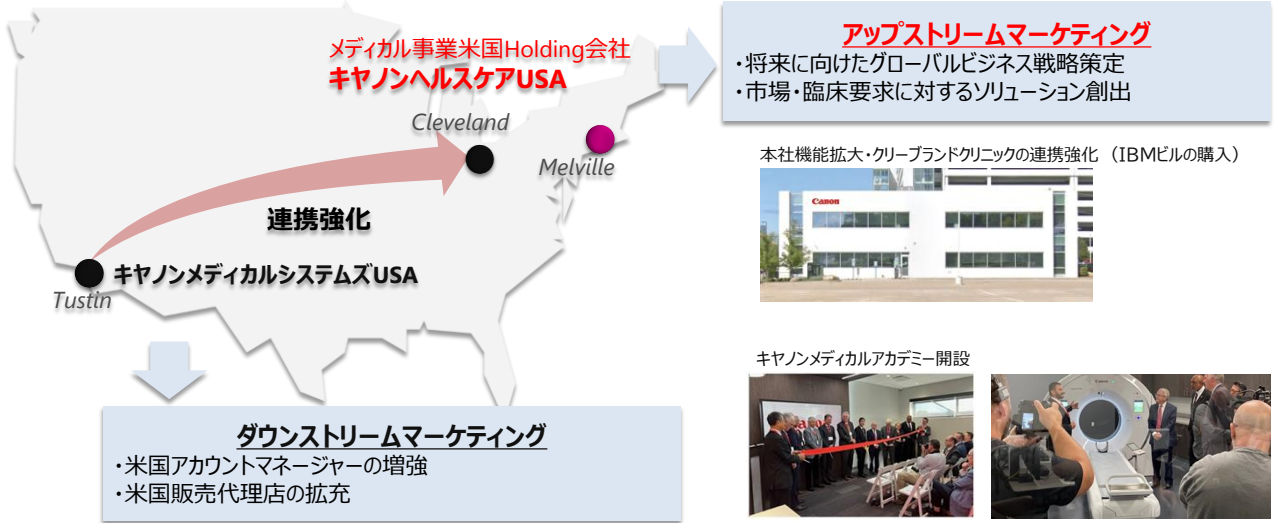 メディカル事業米国Holding会社
キヤノンヘルスケアUSA
Cleveland
Melville
連携強化
キヤノンメディカルシステムズUSA
Tustin
アップストリームマーケティング
・将来に向けたグローバルビジネス戦略策定
・市場・臨床要求に対するソリューション創出
本社機能拡大・クリーブランドクリニックの連携強化 （IBMビルの購入）
Canon
キヤノンメディカルアカデミー開設
Canon
Canon
ダウンストリームマーケティング
・米国アカウントマネージャーの増強
・米国販売代理店の拡充